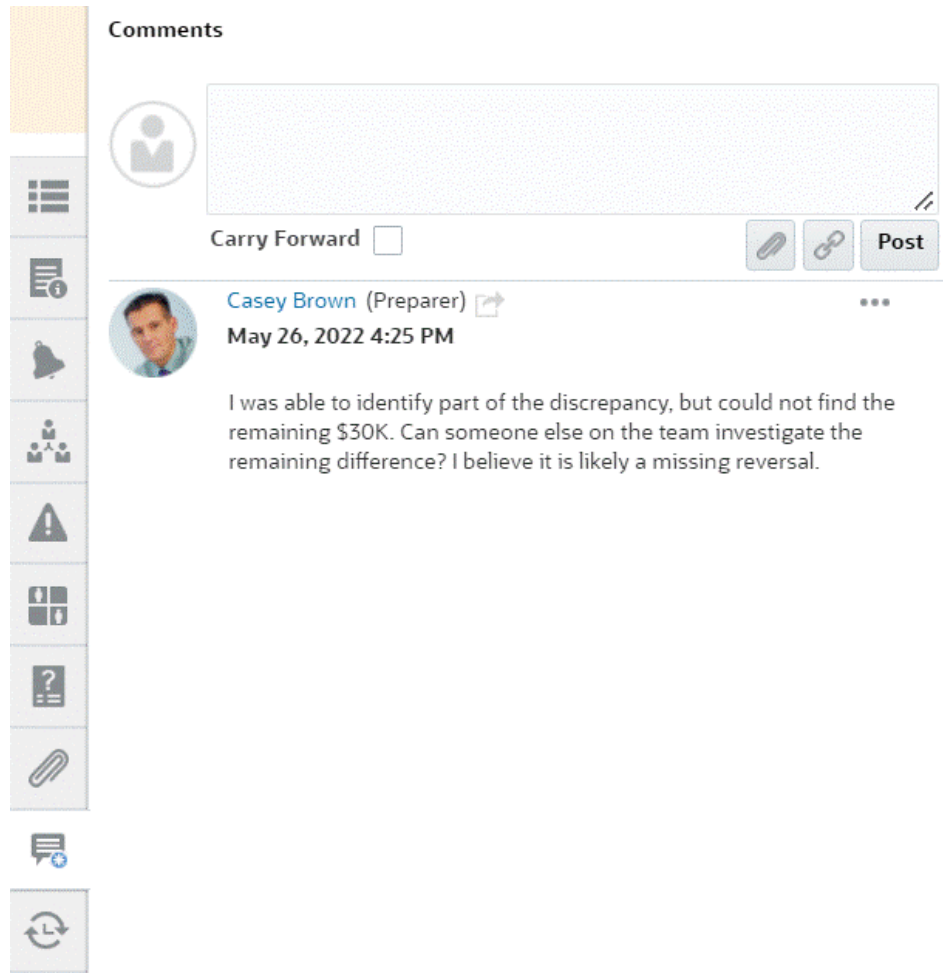 Comments
Carry Forward
Post
Casey Brown (Preparer)
May 26, 2022 4:25 PM
I was able to identify part of the discrepancy, but could not find the
remaining $30K. Can someone else on the team investigate the
remaining difference? I believe it is likely a missing reversal.